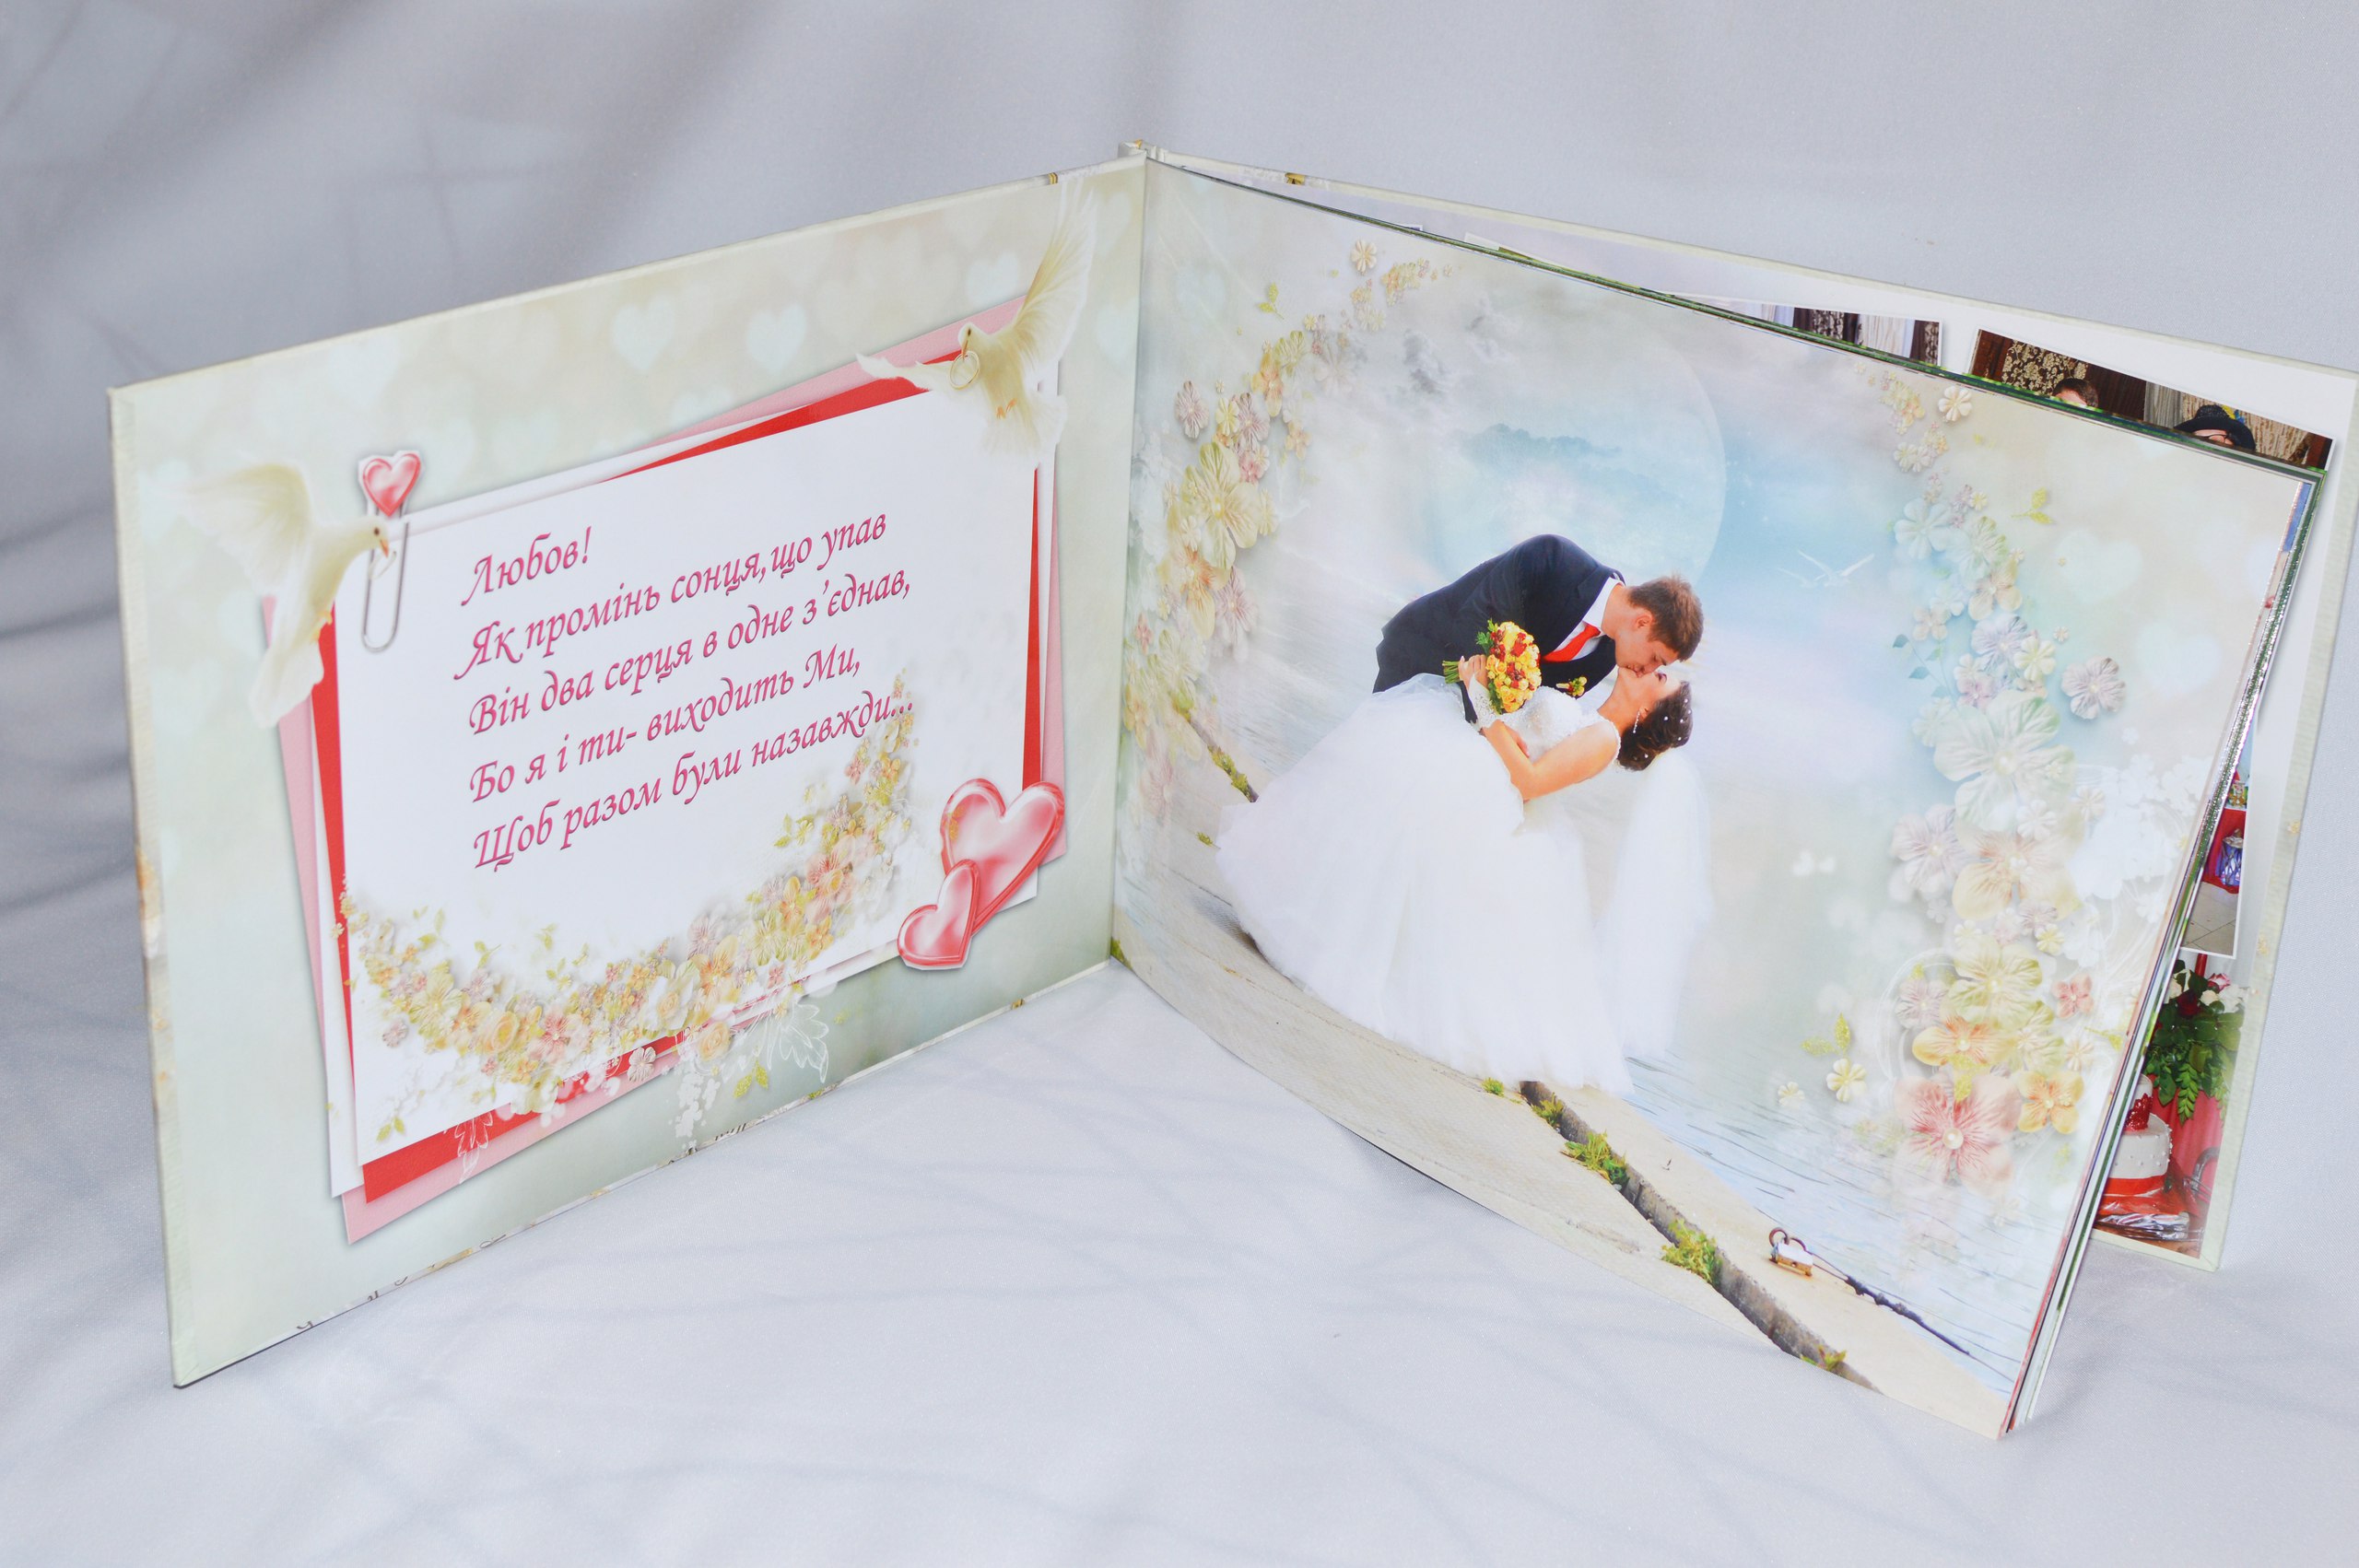 Любов!
Як промінь сонця,що упав
Він два серця в одне з'єднав,
Бо я і ти- виходить Ми,
Щоб разом були назавжди...